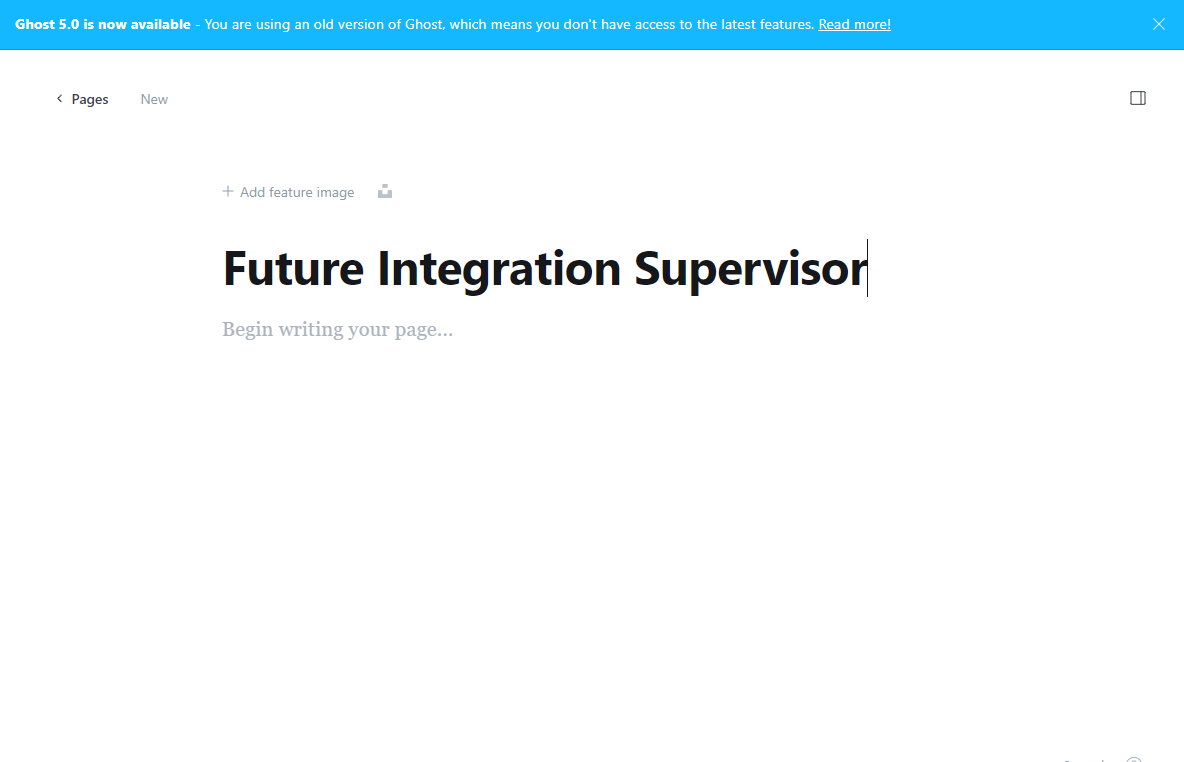 Ghost 5.0 is now available - You are using an old version of Ghost, which means you don't have access to the latest features. Read more!
Pages New
Add feature image
Future Integration Supervisor
Begin writing your page...